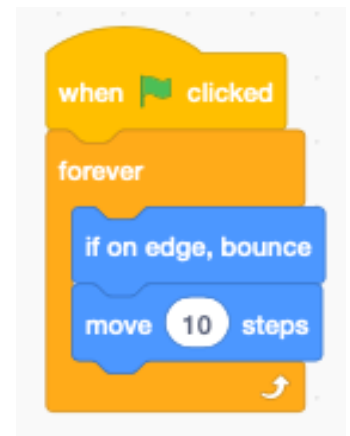 when clicked
forever
if on edge, bounce
move 10 steps